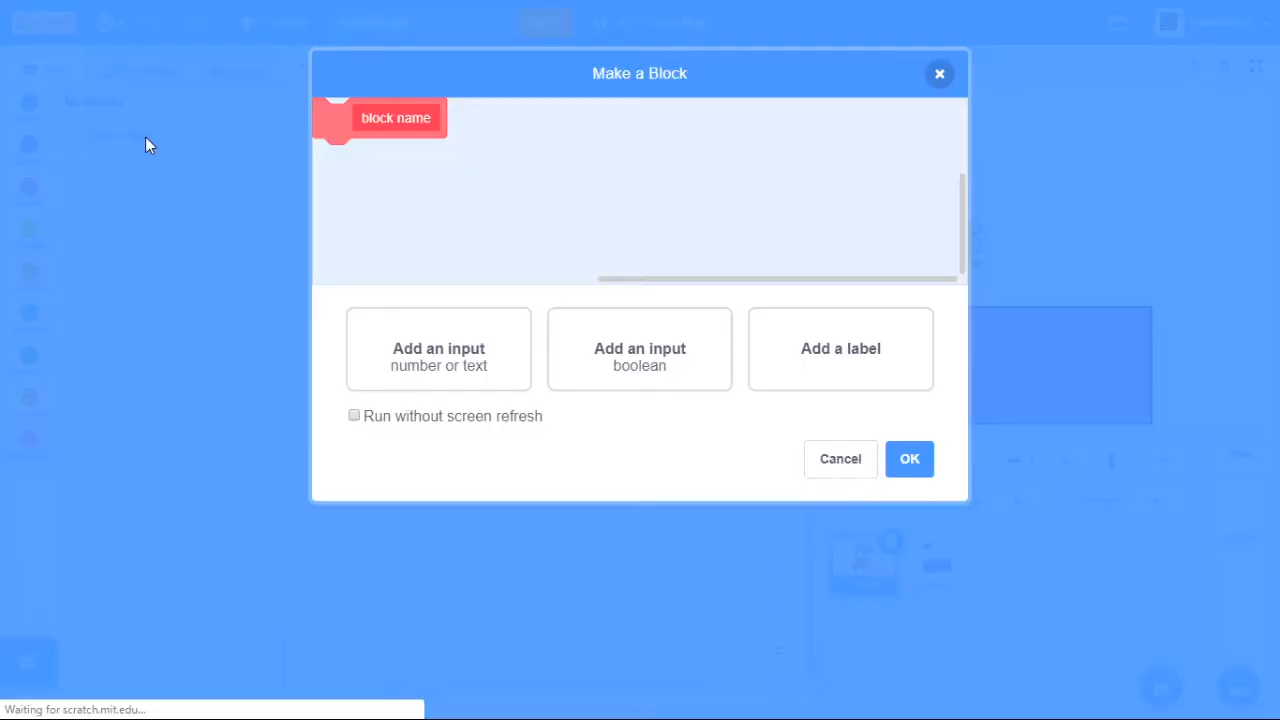 Make a Block
block name
Add an input
number or text
Add an input
boolean
Add a label
Run without screen refresh
Cancel
OK
Waiting for scratch.mit.edu...